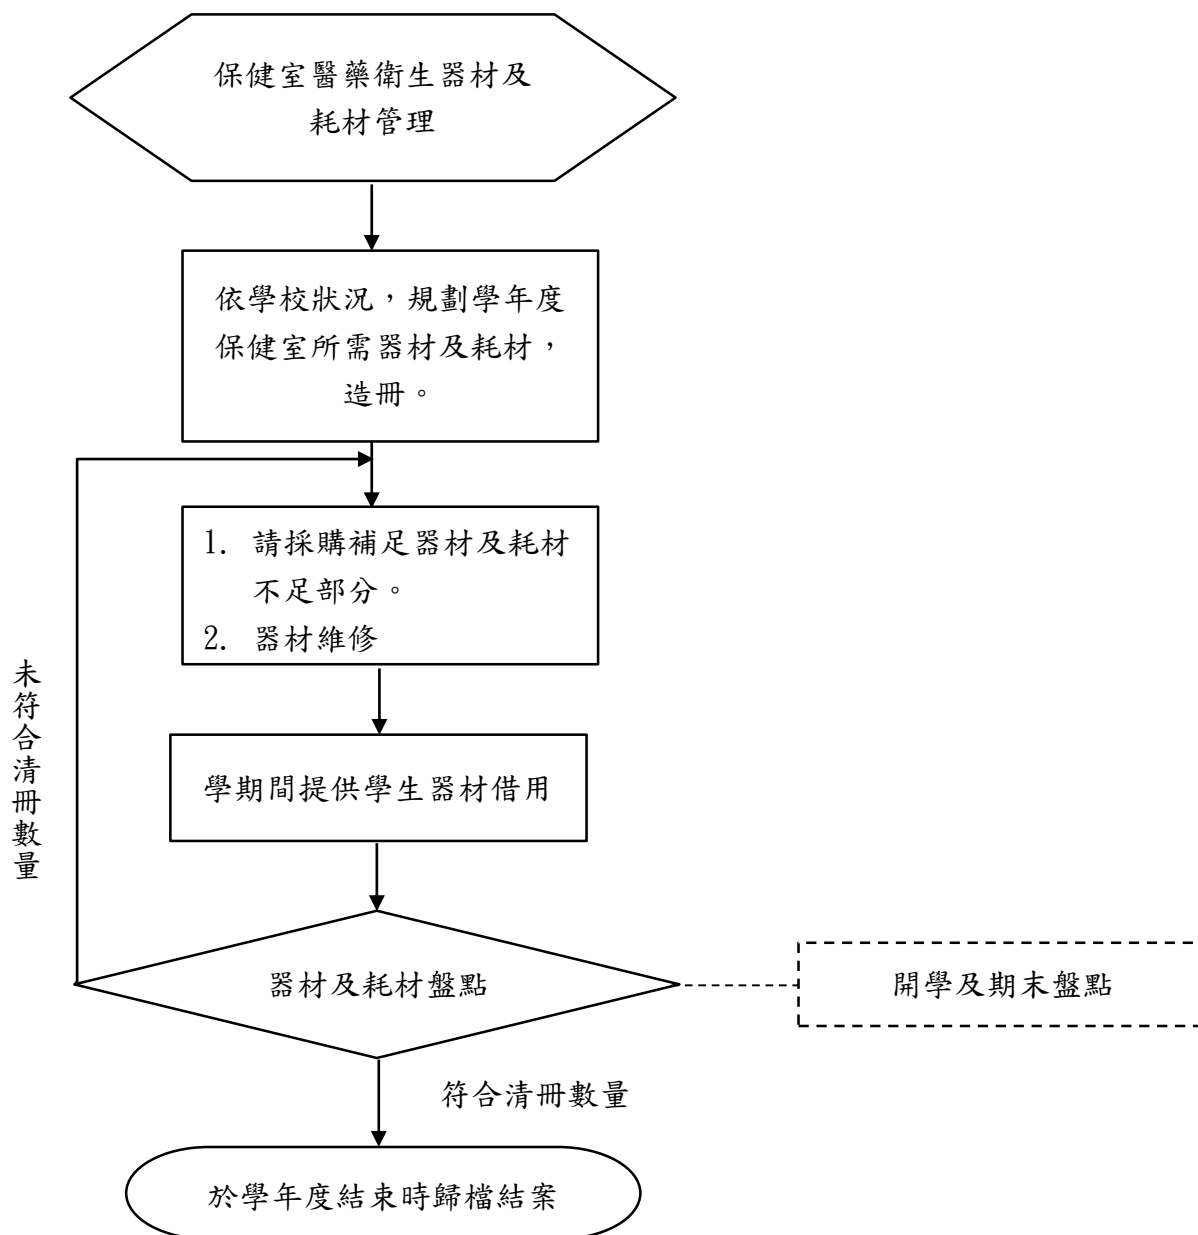 保健室醫藥衛生器材及
耗材管理
依學校狀況，規劃學年度
保健室所需器材及耗材，
造冊。
1. 請採購補足器材及耗材
不足部分。
2. 器材維修
未符合清冊數量
學期間提供學生器材借用
器材及耗材盤點
開學及期末盤點
符合清冊數量
於學年度結束時歸檔結案